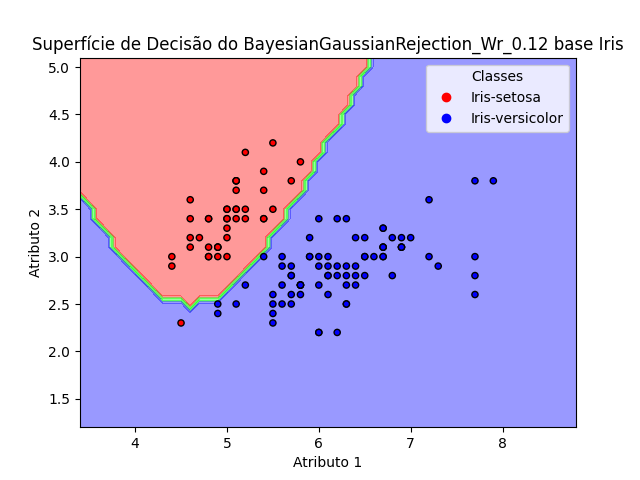 Superfície de Decisão do BayesianGaussianRejection_Wr_0.12 base Iris
Classes
Iris-setosa
Iris-versicolor
5.0
4.5
4.0
3.5
3.0
2.5
2.0
1.5
Atributo 2
4
5
6
7
8
Atributo 1